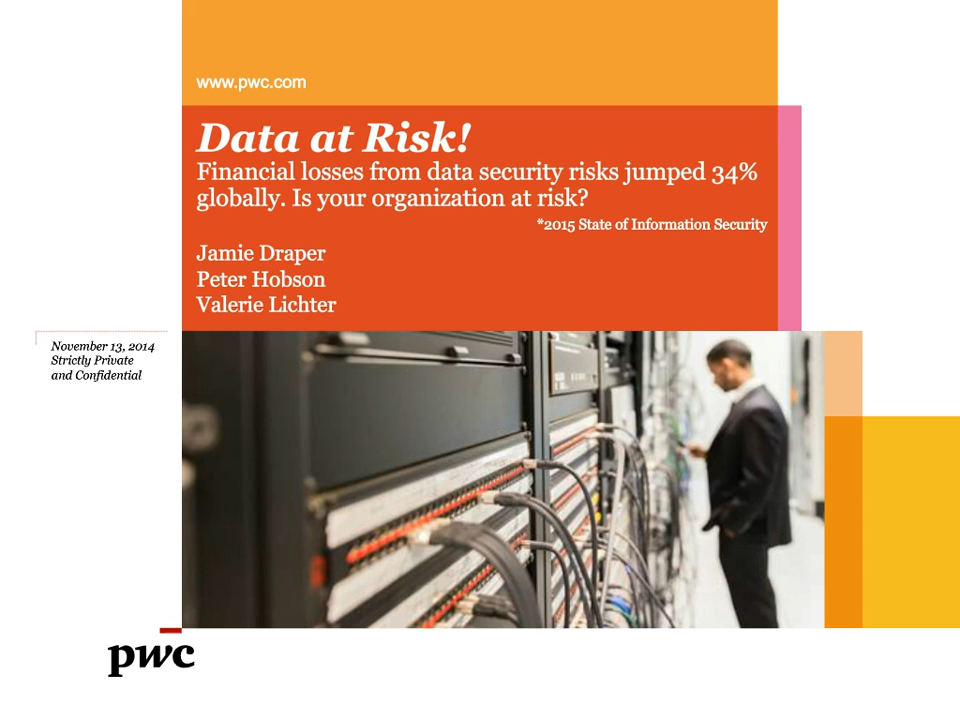 www.pwc.com
Data at Risk!
Financial losses from data security risks jumped 34%
globally. Is your organization at risk?
*2015 State of Information Security
Jamie Draper
Peter Hobson
Valerie Lichter
November 13, 2014
Strictly Private
and Confidential
pwc